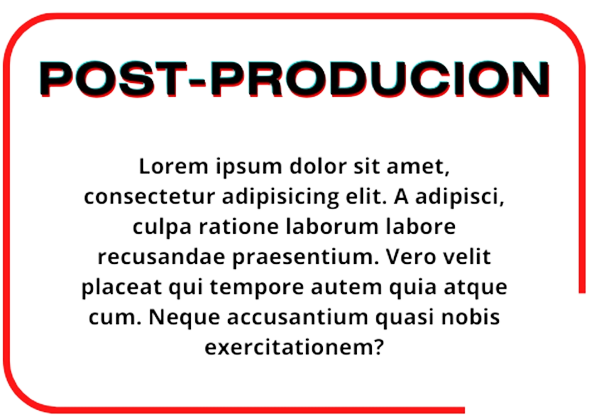 POST-PRODUCION
Lorem ipsum dolor sit amet,
consectetur adipisicing elit. A adipisci,
culpa ratione laborum labore
recusandae praesentium. Vero velit
placeat qui tempore autem quia atque
cum. Neque accusantium quasi nobis
exercitationem?